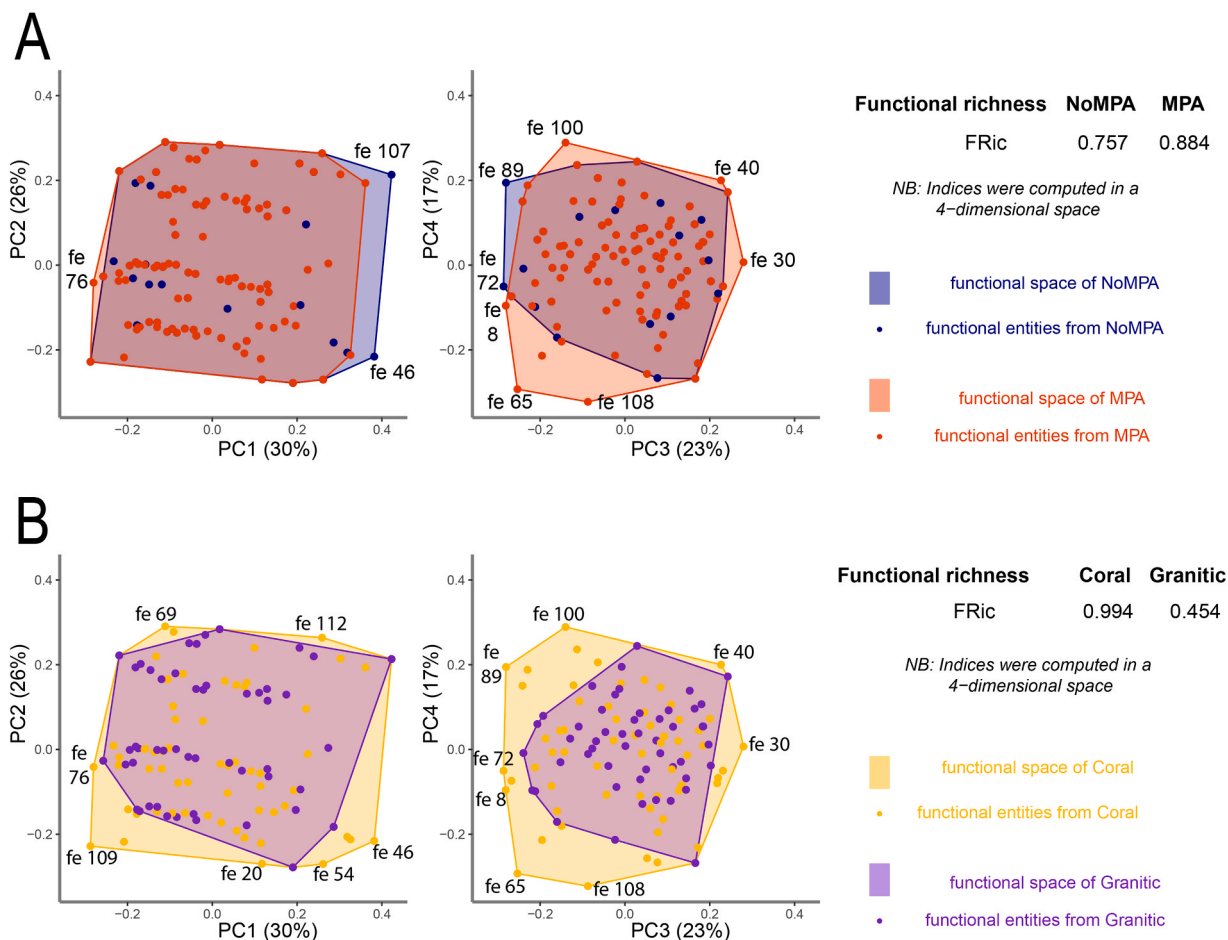 A
0.4
0.2
0.0
−0.2
PC2 (26%)
fe 107
fe
76
fe 46
−0.2
0.0
0.2
0.4
PC1 (30%)
0.4
0.2
0.0
−0.2
PC4 (17%)
fe 100
fe 89
fe 40
fe
72
fe 30
fe
8
fe 65
fe 108
−0.2
0.0
0.2
0.4
PC3 (23%)
Functional richness NoMPA MPA
FRic 0.757 0.884
NB: Indices were computed in a
4−dimensional space
functional space of NoMPA
functional entities from NoMPA
functional space of MPA
functional entities from MPA
B
0.4
0.2
0.0
−0.2
PC2 (26%)
fe 69
fe 112
fe
76
fe 109
fe 20
fe 54
fe 46
−0.2
0.0
0.2
0.4
PC1 (30%)
0.4
0.2
0.0
−0.2
PC4 (17%)
fe 100
fe
89
fe 40
fe 72
fe 30
fe 8
fe 65
fe 108
−0.2
0.0
0.2
0.4
PC3 (23%)
Functional richness Coral Granitic
FRic 0.994 0.454
NB: Indices were computed in a
4−dimensional space
functional space of Coral
functional entities from Coral
functional space of Granitic
functional entities from Granitic